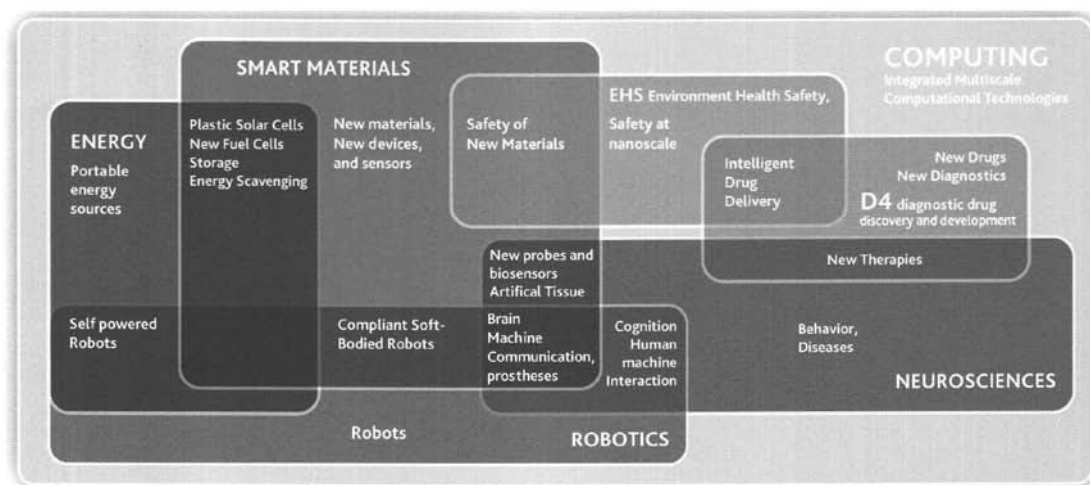 SMART MATERIALS
COMPUTING
Integrated Multiscale
Computational Technologies
EHS Environment Health Safety,
ENERGY
Portable
energy
sources
Plastic Solar Cells
New Fuel Cells
Storage
Energy Scavenging
New materials,
New devices,
and sensors
Safety of
New Materials
Safety at
nanoscale
Intelligent
Drug
Delivery
New Drugs
New Diagnostics
D4 diagnostic drug
discovery and development
New probes and
biosensors
Artifical Tissue
New Therapies
Self powered
Robots
Compliant Soft-
Bodied Robots
Brain
Machine
Communication,
prostheses
Cognition
Human
machine
Interaction
Behavior,
Diseases
NEUROSCIENCES
Robots
ROBOTICS